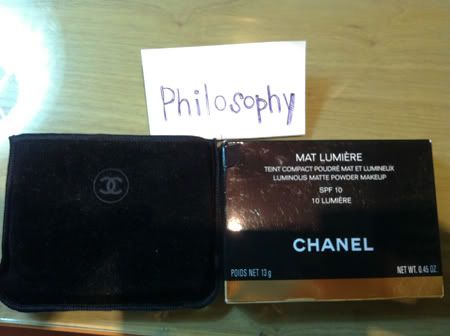 Philosophy
MAT LUMIÈRE
TEINT COMPACT POUDRÉ MAT ET LUMINEUX
LUMINOUS MATTE POWDER MAKEUP
SPF 10
10 LUMIÈRE
CHANEL
POIDS NET 13 g
NET WT. 0.45 OZ.